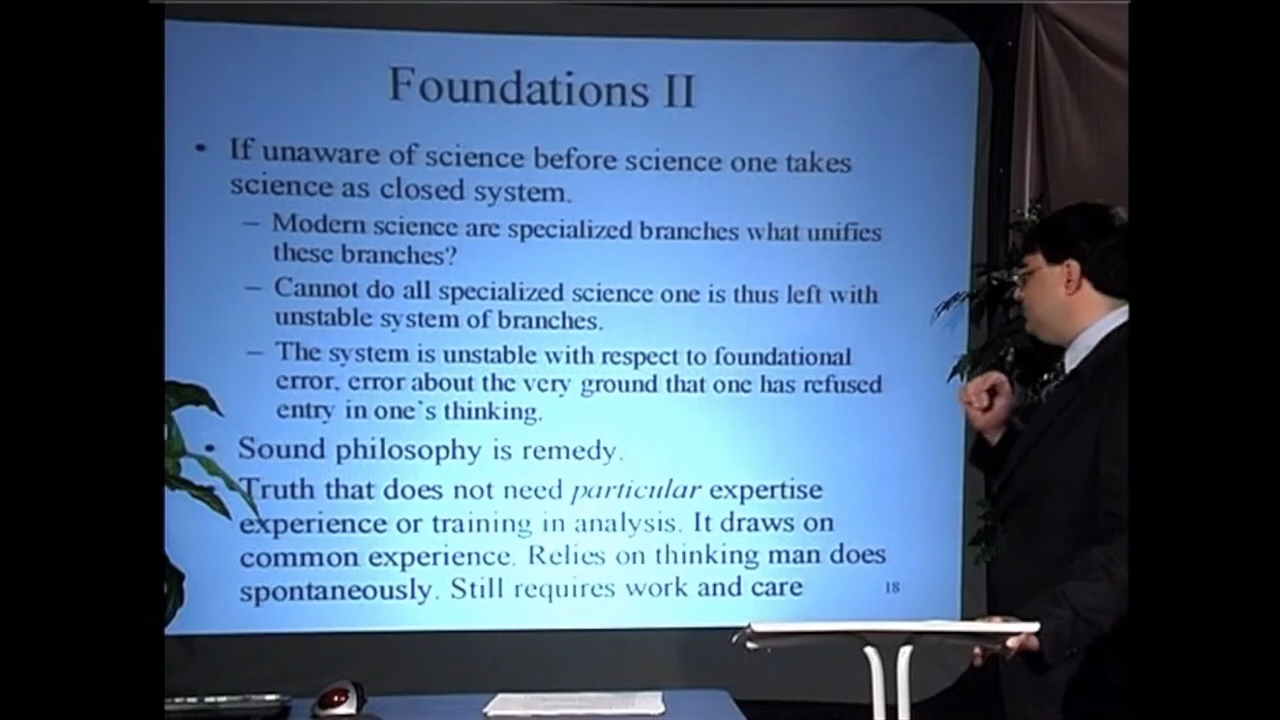 Foundations II
• If unaware of science before science one takes
science as closed system.
– Modern science are specialized branches what unifies
these branches?
– Cannot do all specialized science one is thus left with
unstable system of branches.
– The system is unstable with respect to foundational
error, error about the very ground that one has refused
entry in one's thinking.
• Sound philosophy is remedy.
Truth that does not need particular expertise
experience or training in analysis. It draws on
common experience. Relies on thinking man does
spontaneously. Still requires work and care
18